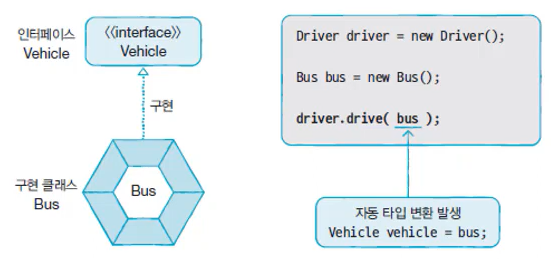 인터페이스
Vehicle
《interface》
Vehicle
구현
구현 클래스
Bus
Bus
Driver driver = new Driver();
Bus bus = new Bus();
driver.drive( bus );
자동 타입 변환 발생
Vehicle vehicle = bus;